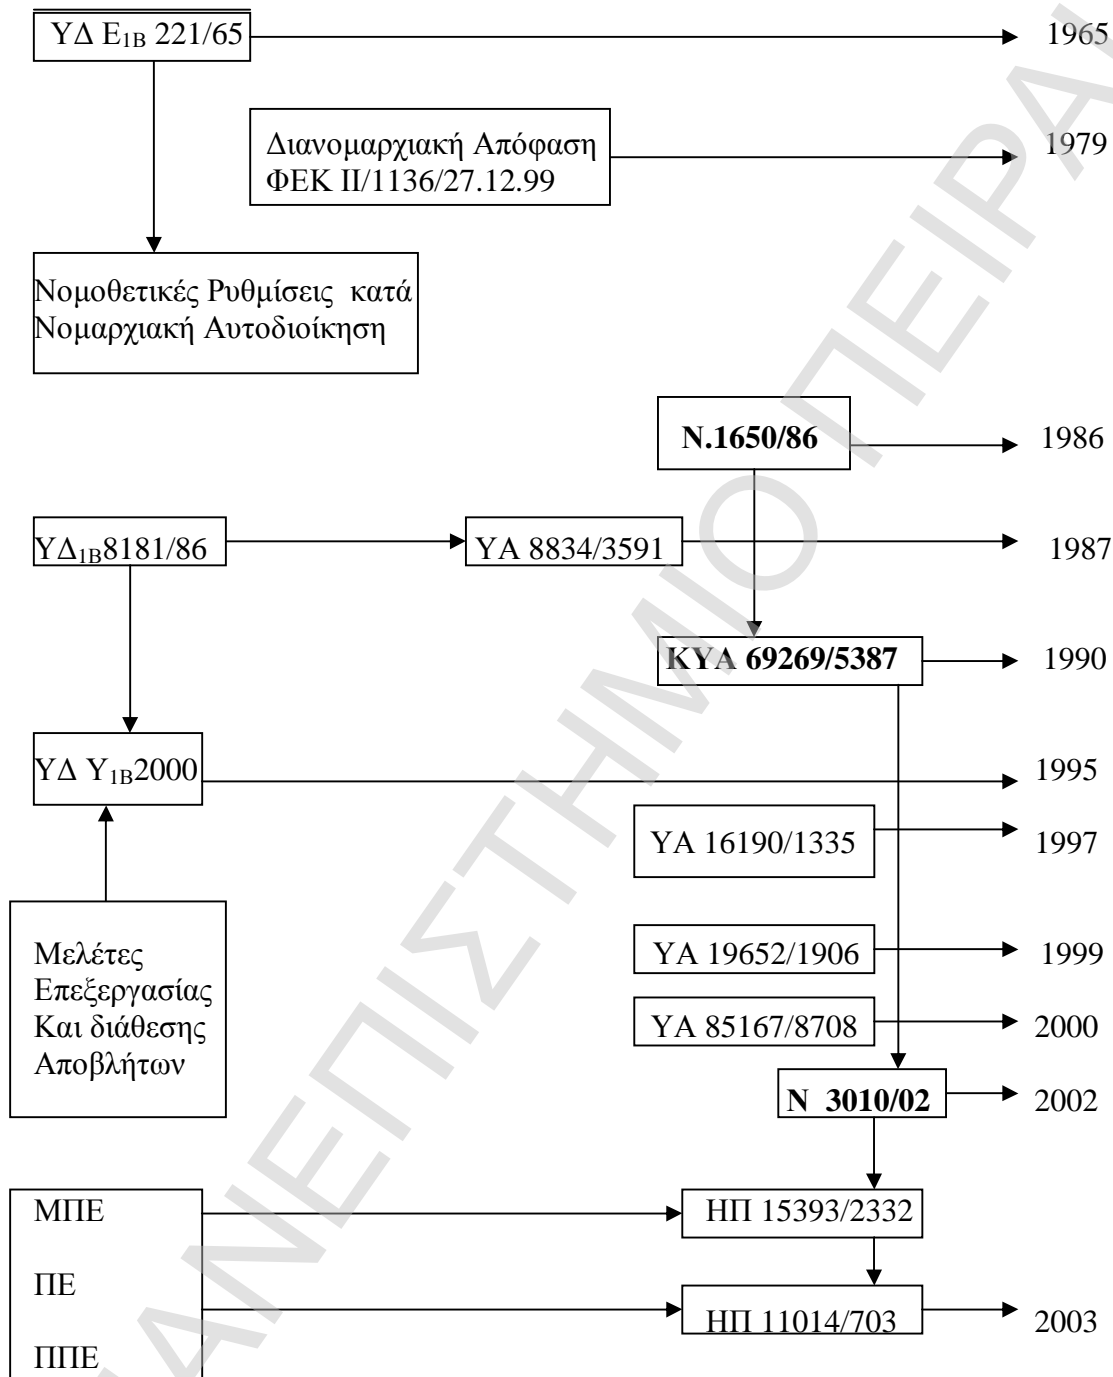 ΥΔ Ε1Β 221/65
1965
Διανομαρχιακή Απόφαση
ΦΕΚ ΙΙ/1136/27.12.99
1979
Νομοθετικές Ρυθμίσεις κατά
Νομαρχιακή Αυτοδιοίκηση
Ν.1650/86
1986
ΥΔ1Β8181/86
ΥΑ 8834/3591
1987
ΚΥΑ 69269/5387
1990
ΥΔ Υ1Β2000
1995
ΥΑ 16190/1335
1997
Μελέτες
Επεξεργασίας
Και διάθεσης
Αποβλήτων
ΥΑ 19652/1906
1999
ΥΑ 85167/8708
2000
Ν 3010/02
2002
ΜΠΕ
ΗΠ 15393/2332
ΠΕ
ΗΠ 11014/703
2003
ΠΠΕ
ΑΝΕΠΙΣΤΗΜΙΟ ΠΕΙΡΑΙ